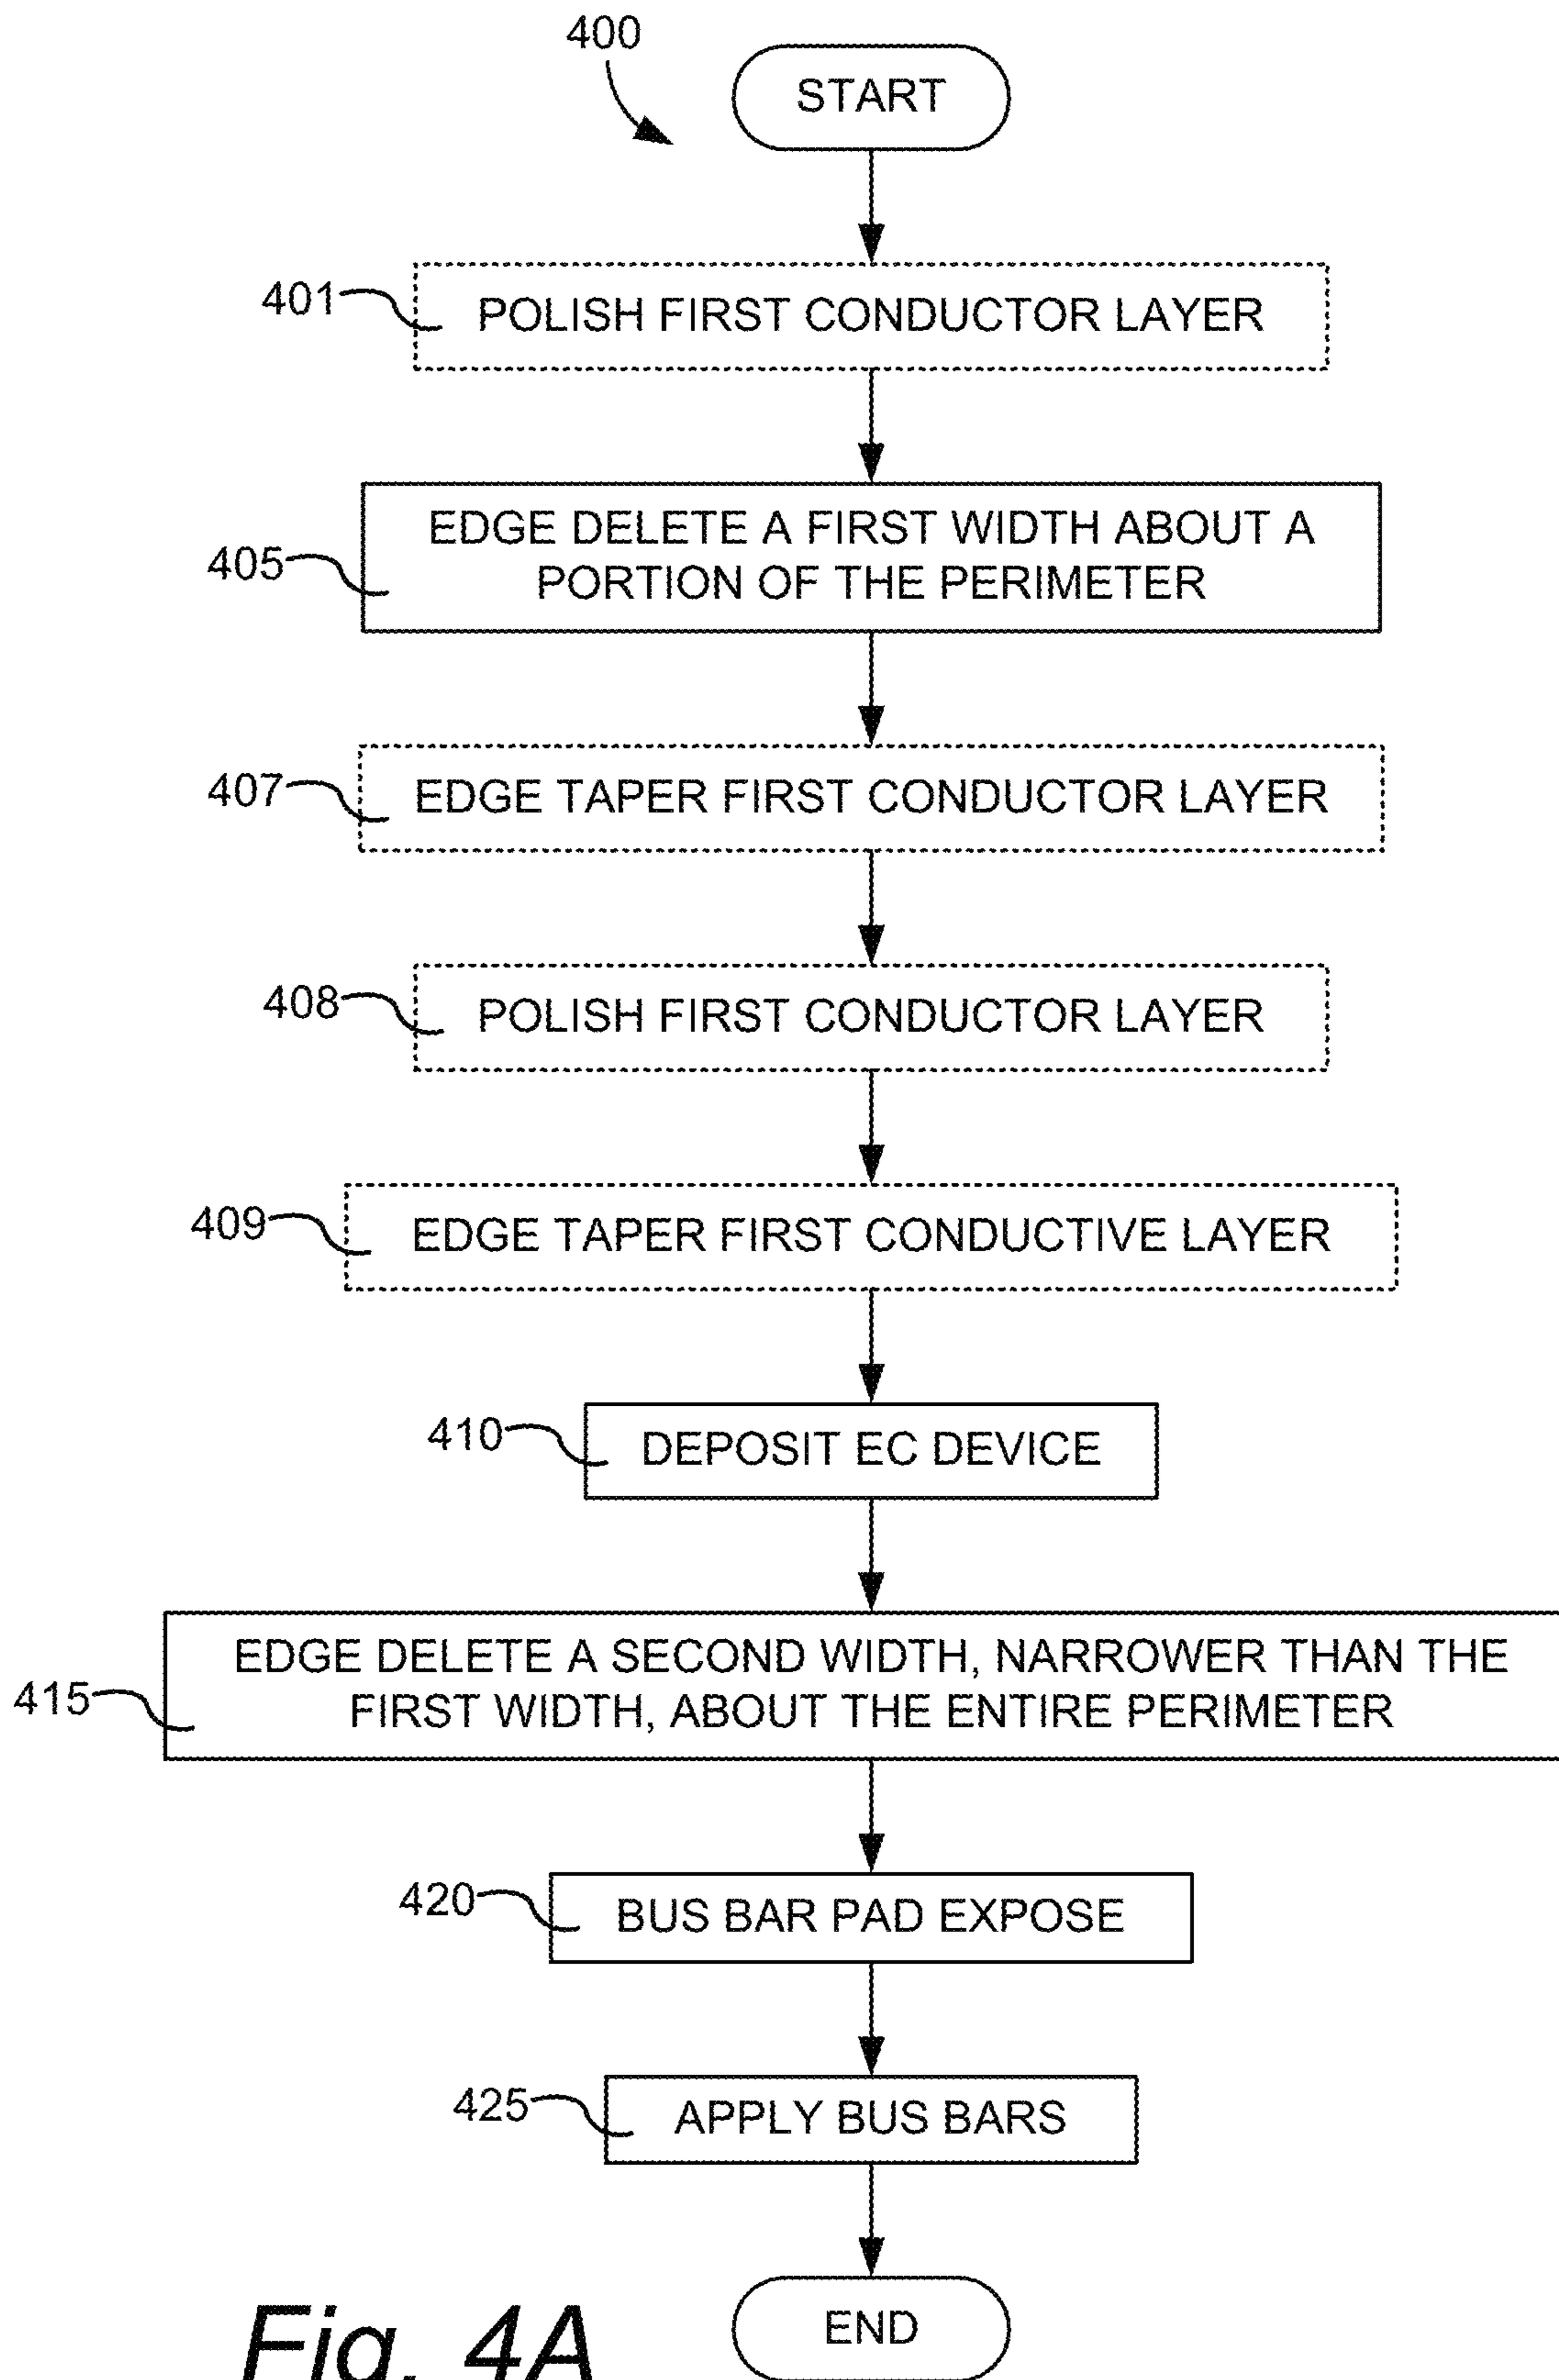 400
START
401
POLISH FIRST CONDUCTOR LAYER
405
EDGE DELETE A FIRST WIDTH ABOUT A
PORTION OF THE PERIMETER
407
EDGE TAPER FIRST CONDUCTOR LAYER
408
POLISH FIRST CONDUCTOR LAYER
409
EDGE TAPER FIRST CONDUCTIVE LAYER
410
DEPOSIT EC DEVICE
415
EDGE DELETE A SECOND WIDTH, NARROWER THAN THE
FIRST WIDTH, ABOUT THE ENTIRE PERIMETER
420
BUS BAR PAD EXPOSE
425
APPLY BUS BARS
END
Fig. 4A